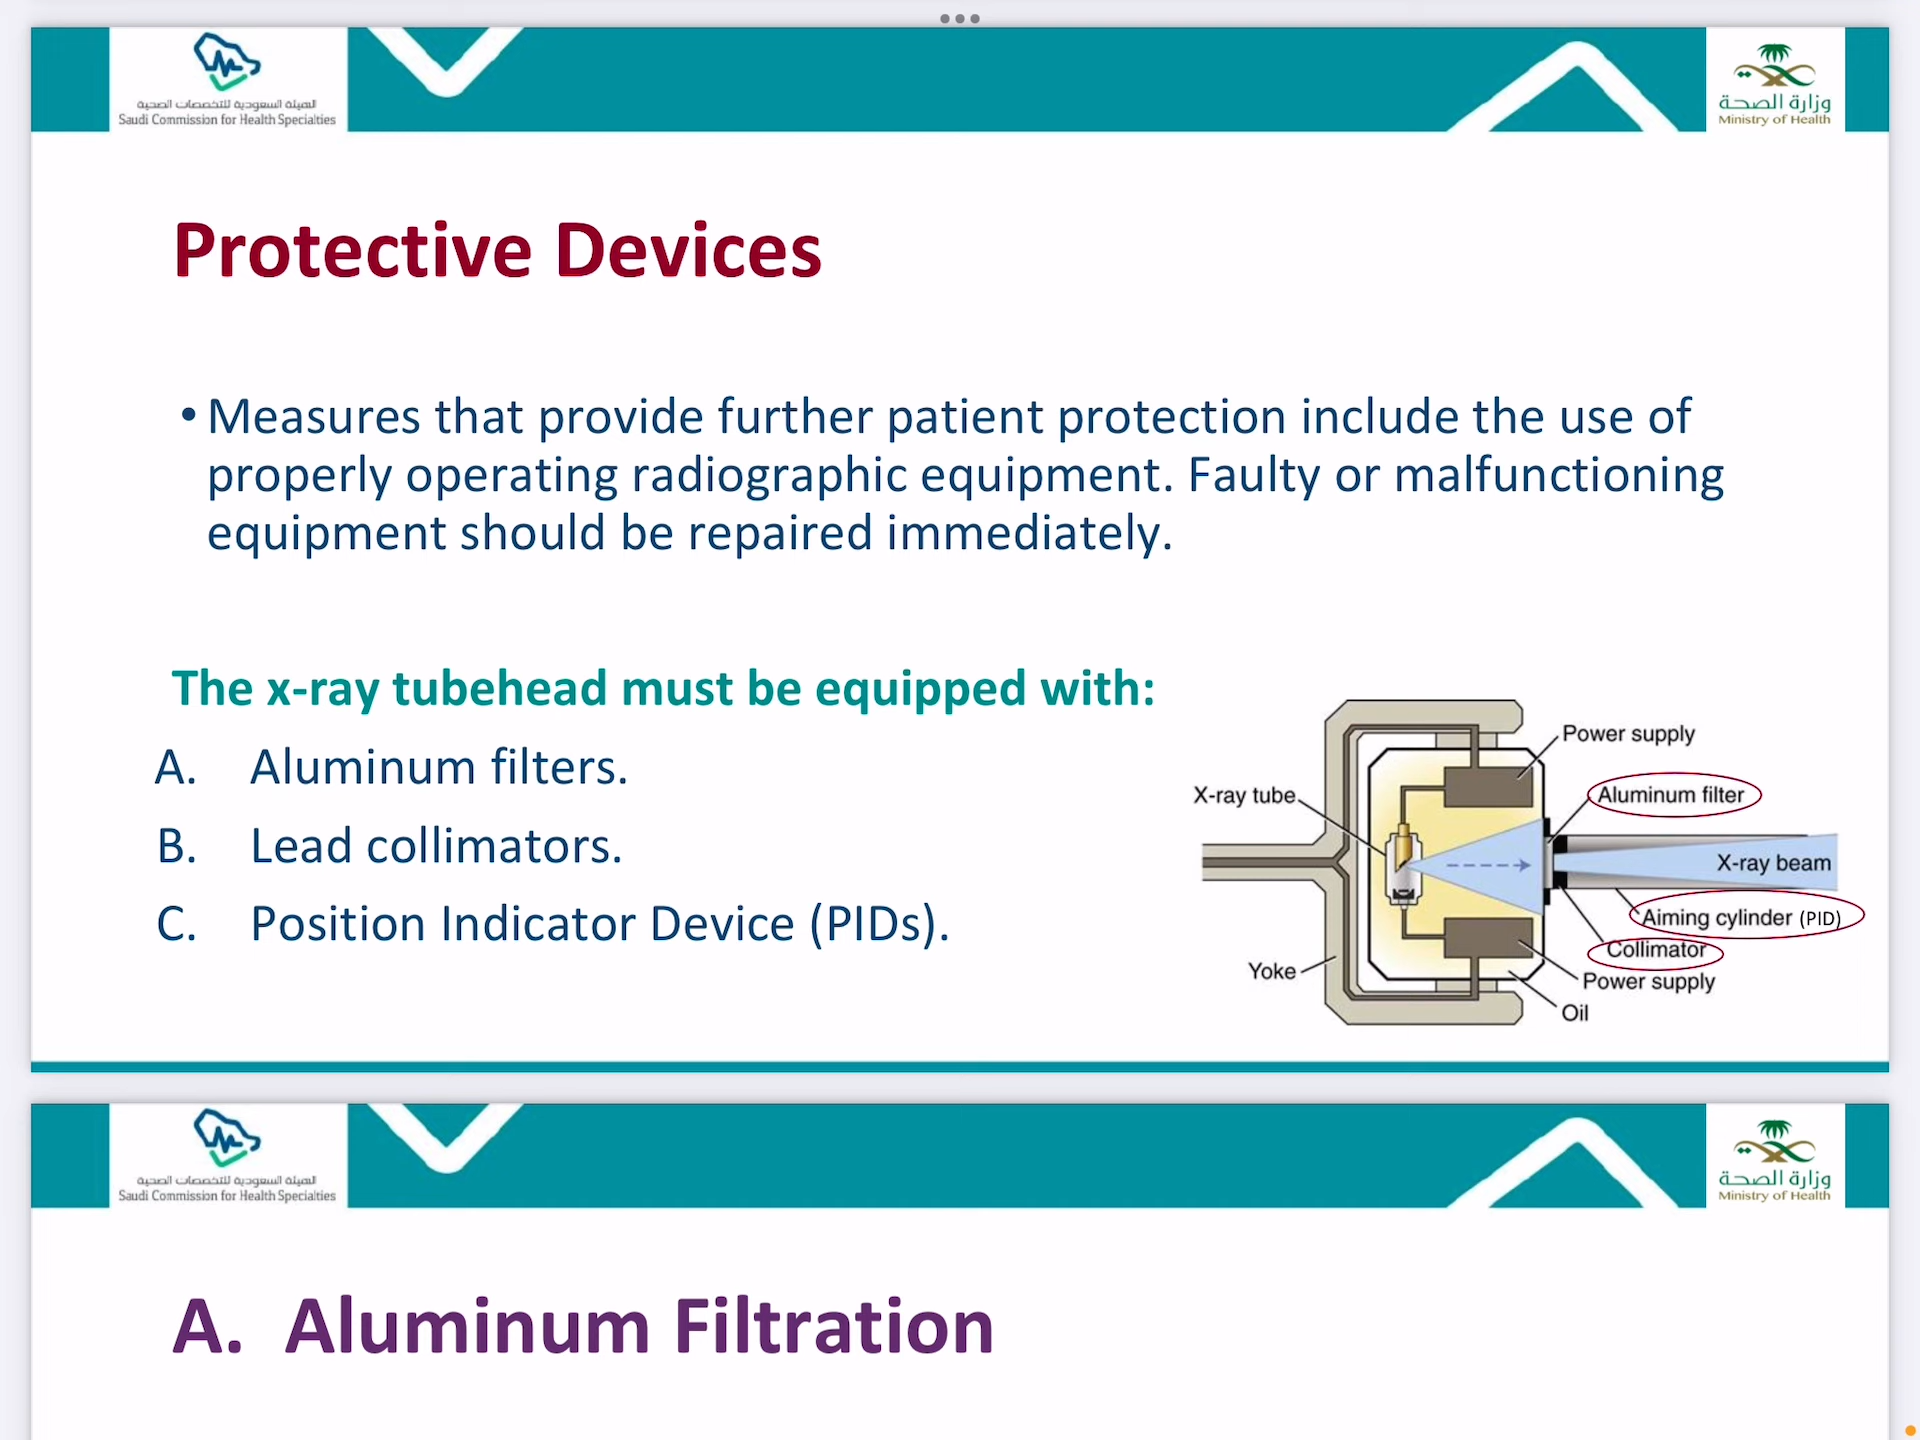 الهيئة السعودية للتخصصات الصحية
Saudi Commission for Health Specialties
وزارة الصحة
Ministry of Health
Protective Devices
• Measures that provide further patient protection include the use of
properly operating radiographic equipment. Faulty or malfunctioning
equipment should be repaired immediately.
The x-ray tubehead must be equipped with:
A. Aluminum filters.
B. Lead collimators.
C. Position Indicator Device (PIDs).
Power supply
X-ray tube
Aluminum filter
X-ray beam
Aiming cylinder (PID)
Collimator
Yoke
Power supply
Oil
الهيئة السعودية للتخصصات الصحية
Saudi Commission for Health Specialties
وزارة الصحة
Ministry of Health
A. Aluminum Filtration